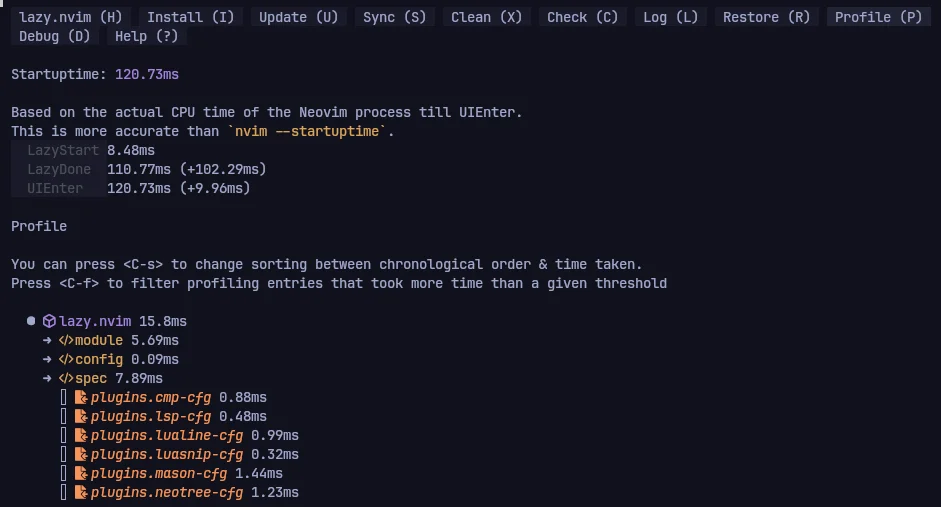 lazy.nvim (H) Install (I) Update (U) Sync (S) Clean (X) Check (C) Log (L) Restore (R) Profile (P)
Debug (D) Help (?)
Startuptime: 120.73ms
Based on the actual CPU time of the Neovim process till UIEnter.
This is more accurate than `nvim --startuptime`.
LazyStart 8.48ms
LazyDone 110.77ms (+102.29ms)
UIEnter 120.73ms (+9.96ms)
Profile
You can press <C-s> to change sorting between chronological order & time taken.
Press <C-f> to filter profiling entries that took more time than a given threshold
● lazy.nvim 15.8ms
➜ </>module 5.69ms
➜ </>config 0.09ms
➜ </>spec 7.89ms
plugins.cmp-cfg 0.88ms
plugins.lsp-cfg 0.48ms
plugins.lualine-cfg 0.99ms
plugins.luasnip-cfg 0.32ms
plugins.mason-cfg 1.44ms
plugins.neotree-cfg 1.23ms